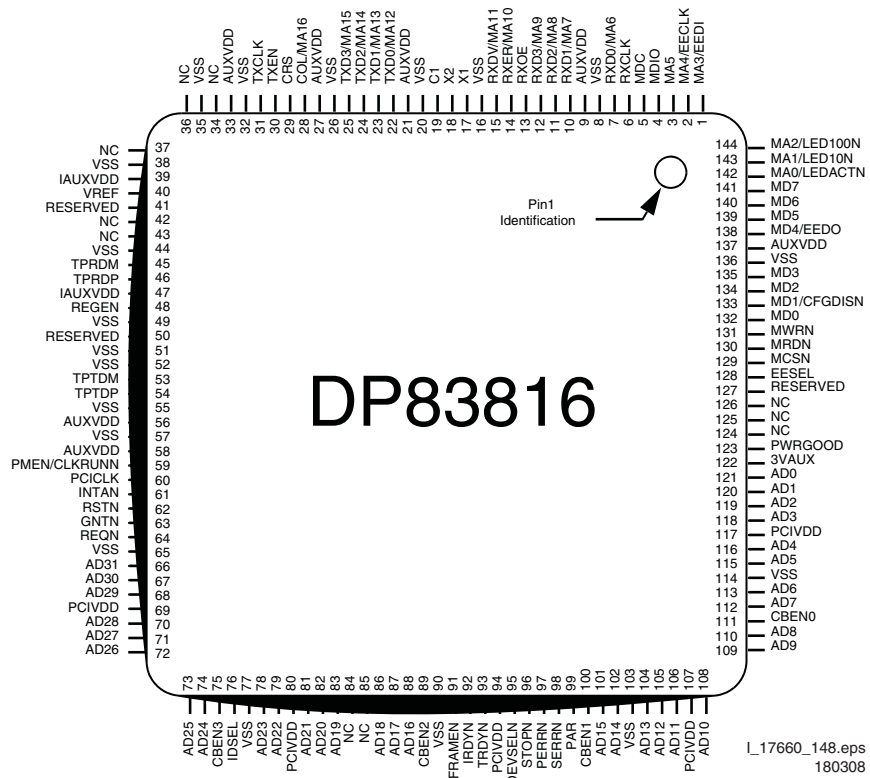 NC
VSS
NC
AUXVDD
VSS
TXCLK
TXEN
CRS
COL/MA16
AUXVDD
VSS
TXD3/MA15
TXD2/MA14
TXD1/MA13
TXD0/MA12
AUXVDD
VSS
C1
X2
X1
VSS
RXDV/MA11
RXER/MA10
RXOE
RXD3/MA9
RXD2/MA8
RXD1/MA7
AUXVDD
VSS
RXD0/MA6
RXCLK
MDC
MDIO
MA5
MA4/EECLK
MA3/EEDI
36 35 34 33 32 31 30 29 28 27 26 25 24 23 22 21 20 19 18 17 16 15 14 13 12 11 10 9 8 7 6 5 4 3 2 1
NC 37
VSS 38
IAUXVDD 39
VREF 40
RESERVED 41
NC 42
NC 43
VSS 44
TPRDM 45
TPRDP 46
IAUXVDD 47
REGEN 48
VSS 49
RESERVED 50
VSS 51
VSS 52
TPTDM 53
TPTDP 54
VSS 55
AUXVDD 56
VSS 57
AUXVDD 58
PMEN/CLKRUNN 59
PCICLK 60
INTAN 61
RSTN 62
GNTN 63
REQN 64
VSS 65
AD31 66
AD30 67
AD29 68
PCIVDD 69
AD28 70
AD27 71
AD26 72
Pin1
Identification
DP83816
144 MA2/LED100N
143 MA1/LED10N
142 MA0/LEDACTN
141 MD7
140 MD6
139 MD5
138 MD4/EEDO
137 AUXVDD
136 VSS
135 MD3
134 MD2
133 MD1/CFGDISN
132 MD0
131 MWRN
130 MRDN
129 MCSN
128 EESEL
127 RESERVED
126 NC
125 NC
124 NC
123 PWRGOOD
122 3VAUX
121 AD0
120 AD1
119 AD2
118 AD3
117 PCIVDD
116 AD4
115 AD5
114 VSS
113 AD6
112 AD7
111 CBEN0
110 AD8
109 AD9
73 74 75 76 77 78 79 80 81 82 83 84 85 86 87 88 89 90 91 92 93 94 95 96 97 98 99 100 101 102 103 104 105 106 107 108
AD25
AD24
CBEN3
IDSEL
VSS
AD23
AD22
PCIVDD
AD21
AD20
AD19
NC
NC
AD18
AD17
AD16
CBEN2
VSS
FRAMEN
IRDYN
TRDYN
PCIVDD
DEVSELN
STOPN
PERRN
SERRN
PAR
CBEN1
AD15
AD14
VSS
AD13
AD12
AD11
PCIVDD
AD10
I_17660_148.eps
180308